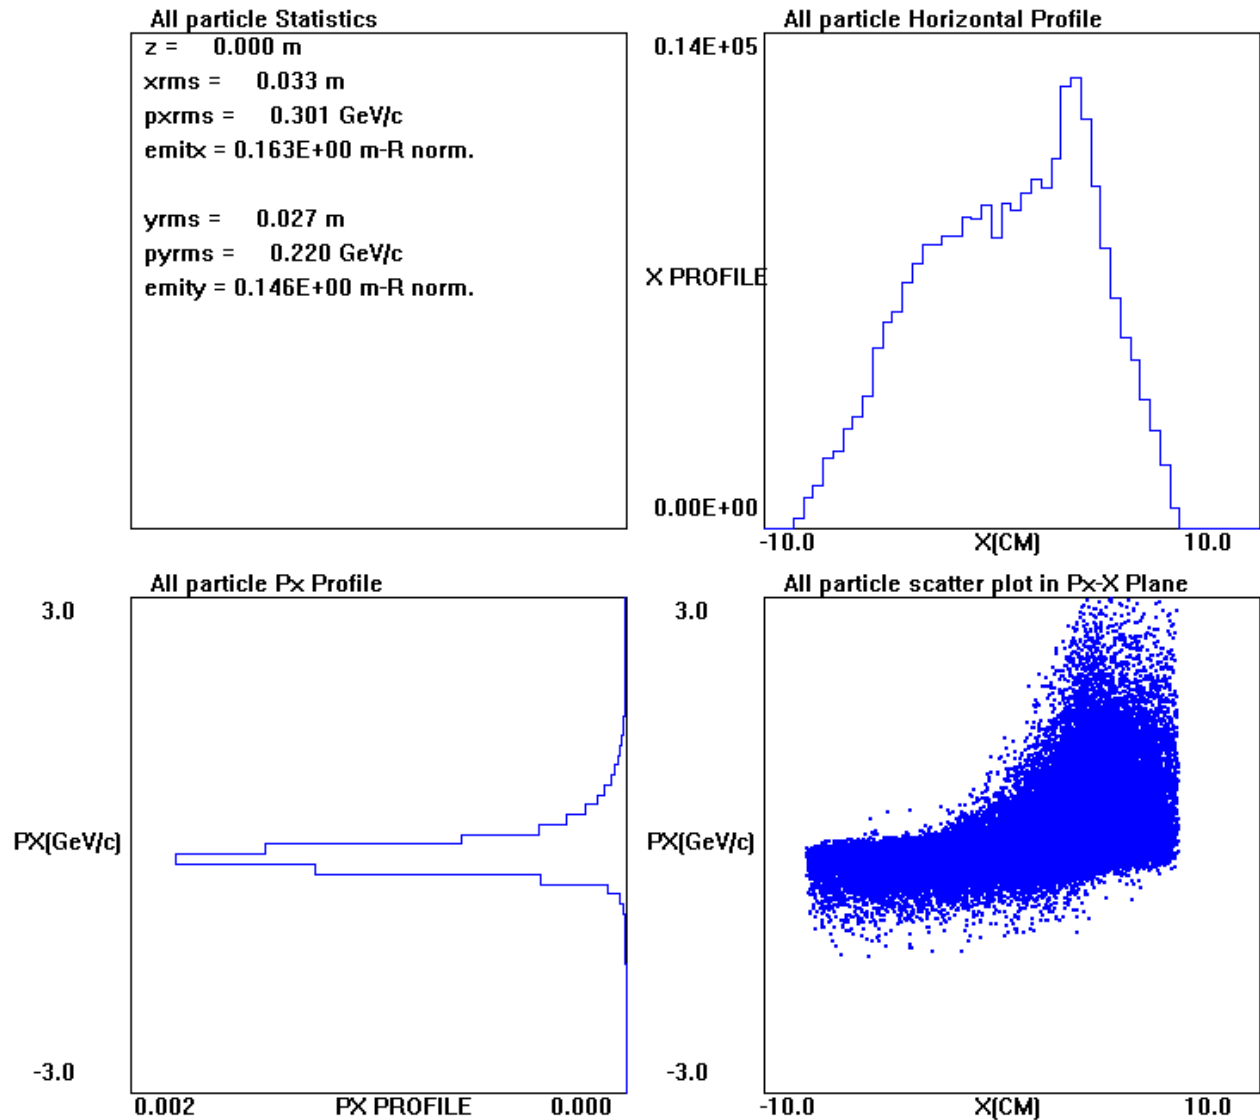 All particle Statistics
z = 0.000 m
xrms = 0.033 m
pxrms = 0.301 GeV/c
emitx = 0.163E+00 m-R norm.
yrms = 0.027 m
pyrms = 0.220 GeV/c
emity = 0.146E+00 m-R norm.
All particle Horizontal Profile
0.14E+05
X PROFILE
0.00E+00
-10.0 X(CM) 10.0
All particle Px Profile
3.0
PX(GeV/c)
-3.0
0.002 PX PROFILE 0.000
All particle scatter plot in Px-X Plane
3.0
PX(GeV/c)
-3.0
-10.0 X(CM) 10.0